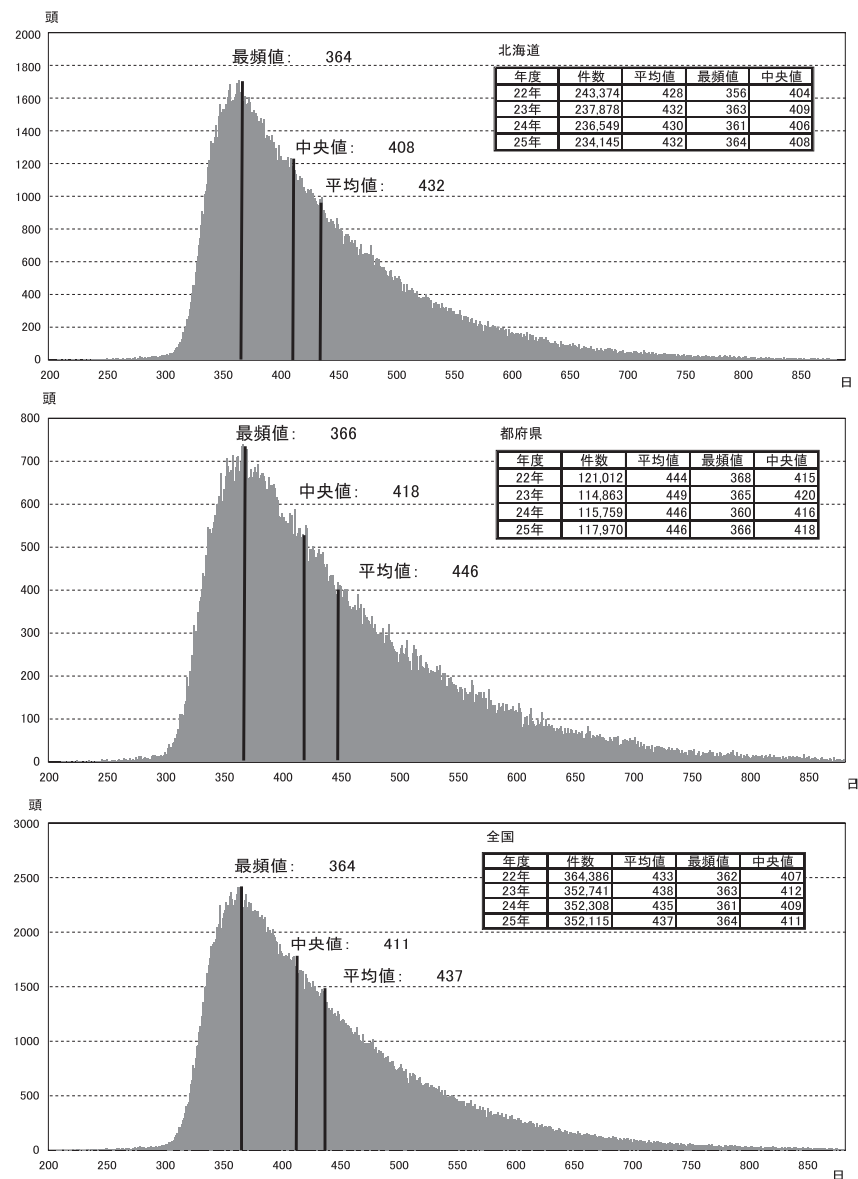 頭
2000
1800
1600
1400
1200
1000
800
600
400
200
0
最頻値： 364
中央値： 408
平均値： 432
北海道
年度 件数 平均値 最頻値 中央値
22年 243,374 428 356 404
23年 237,878 432 363 409
24年 236,549 430 361 406
25年 234,145 432 364 408
200 250 300 350 400 450 500 550 600 650 700 750 800 850
日
頭
800
700
600
500
400
300
200
100
0
最頻値： 366
中央値： 418
平均値： 446
都府県
年度 件数 平均値 最頻値 中央値
22年 121,012 444 368 415
23年 114,863 449 365 420
24年 115,759 446 360 416
25年 117,970 446 366 418
200 250 300 350 400 450 500 550 600 650 700 750 800 850
日
頭
3000
2500
2000
1500
1000
500
0
最頻値： 364
中央値： 411
平均値： 437
全国
年度 件数 平均値 最頻値 中央値
22年 364,386 433 362 407
23年 352,741 438 363 412
24年 352,308 435 361 409
25年 352,115 437 364 411
200 250 300 350 400 450 500 550 600 650 700 750 800 850
日